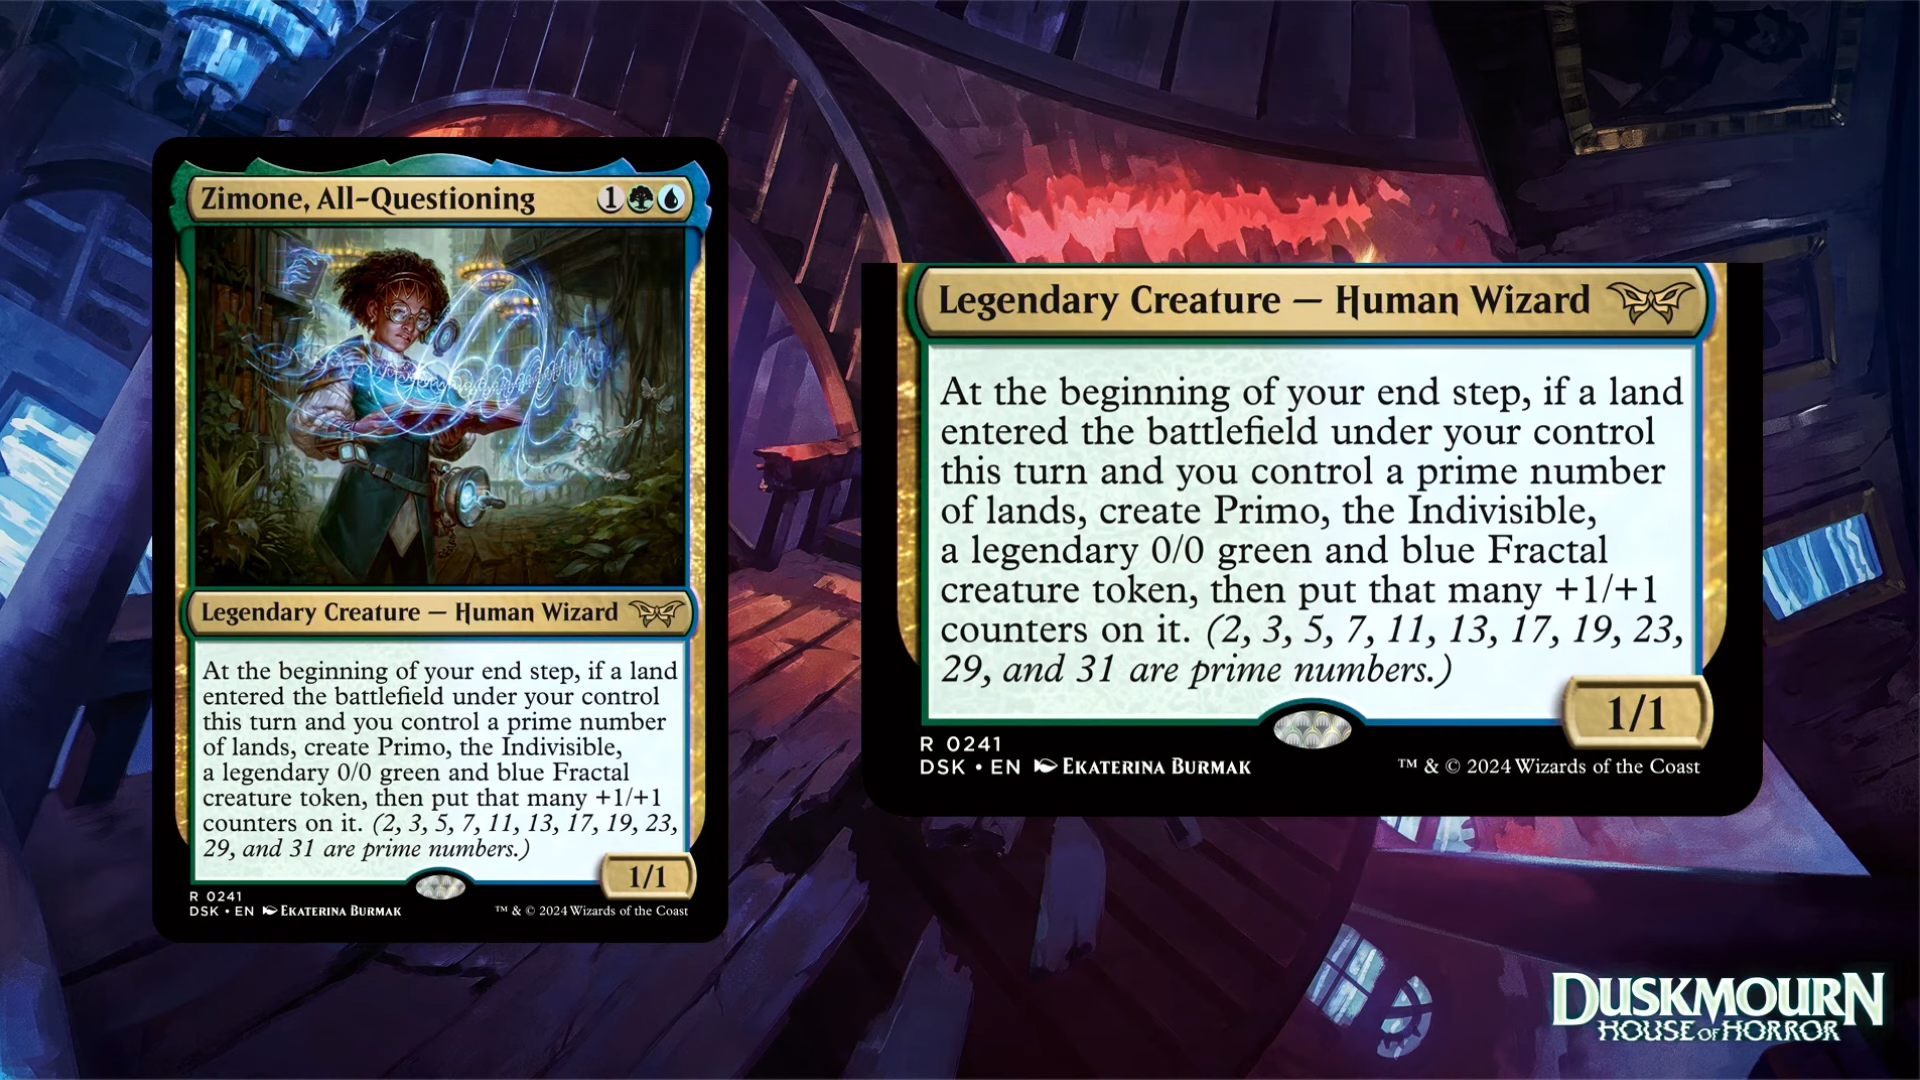 Zimone, All-Questioning 1
Legendary Creature — Human Wizard
At the beginning of your end step, if a land
entered the battlefield under your control
this turn and you control a prime number
of lands, create Primo, the Indivisible,
a legendary 0/0 green and blue Fractal
creature token, then put that many +1/+1
counters on it. (2, 3, 5, 7, 11, 13, 17, 19, 23,
29, and 31 are prime numbers.)
1/1
R 0241
DSK • EN EKATERINA BURMAK ™ & © 2024 Wizards of the Coast
Legendary Creature — Human Wizard
At the beginning of your end step, if a land
entered the battlefield under your control
this turn and you control a prime number
of lands, create Primo, the Indivisible,
a legendary 0/0 green and blue Fractal
creature token, then put that many +1/+1
counters on it. (2, 3, 5, 7, 11, 13, 17, 19, 23,
29, and 31 are prime numbers.)
1/1
R 0241
DSK • EN EKATERINA BURMAK ™ & © 2024 Wizards of the Coast
DUSKMOURN
HOUSE OF HORROR